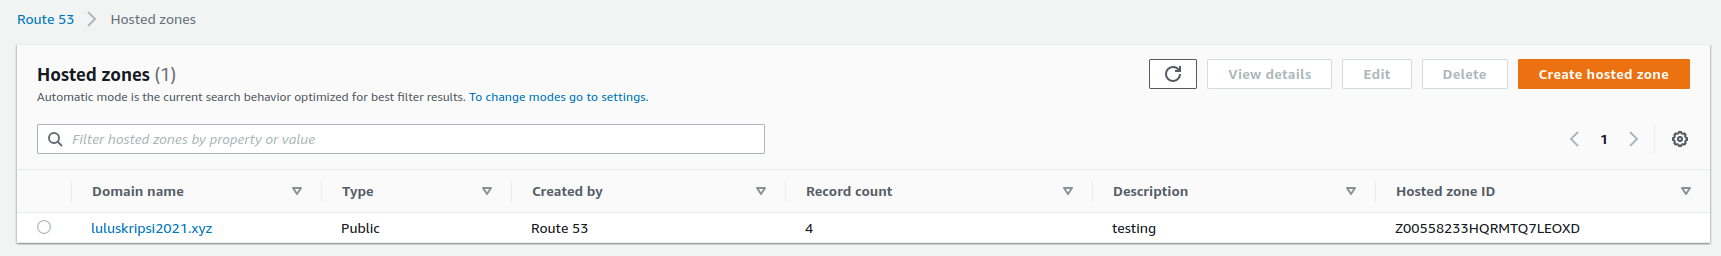 Route 53 > Hosted zones
Hosted zones (1)
Automatic mode is the current search behavior optimized for best filter results. To change modes go to settings.
View details Edit Delete Create hosted zone
Filter hosted zones by property or value
1
Domain name Type Created by Record count Description Hosted zone ID
luluskripsi2021.xyz Public Route 53 4 testing Z00558233HQRMTQ7LEOXD